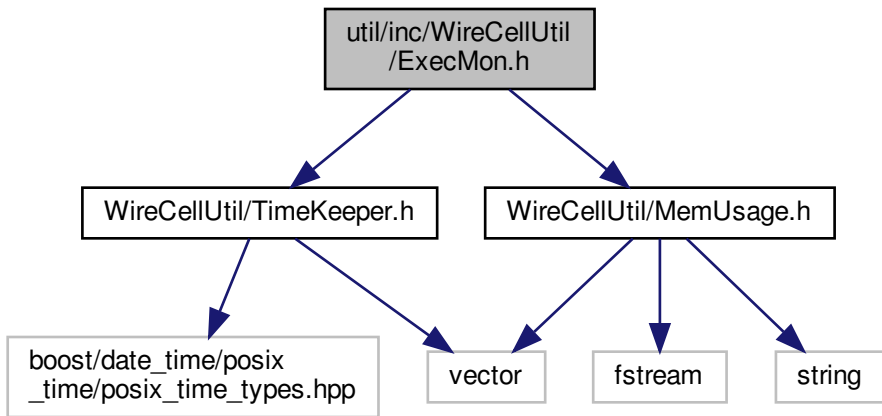 util/inc/WireCellUtil
/ExecMon.h
WireCellUtil/TimeKeeper.h
WireCellUtil/MemUsage.h
boost/date_time/posix
_time/posix_time_types.hpp
vector
fstream
string